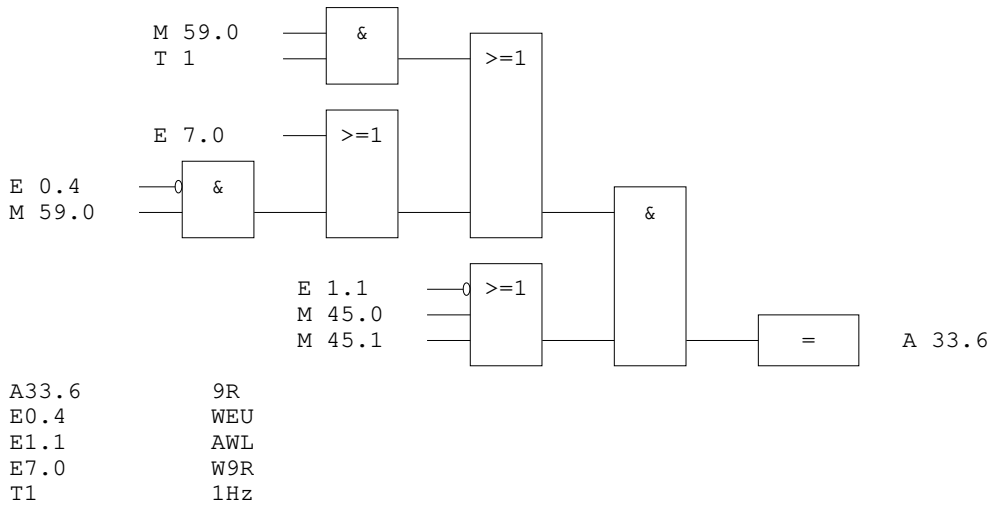 M 59.0 &
T 1 >=1
E 7.0 >=1
E 0.4 &
M 59.0 &
E 1.1 >=1
M 45.0
M 45.1 = A 33.6
A33.6 9R
E0.4 WEU
E1.1 AWL
E7.0 W9R
T1 1Hz